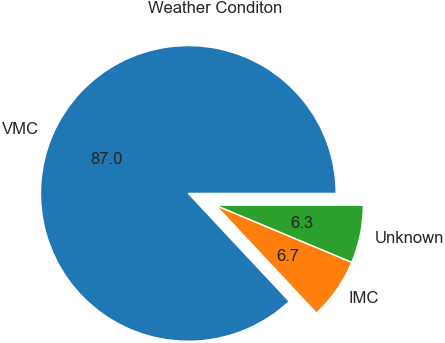 Weather Conditon
VMC
87.0
6.3
Unknown
6.7
IMC